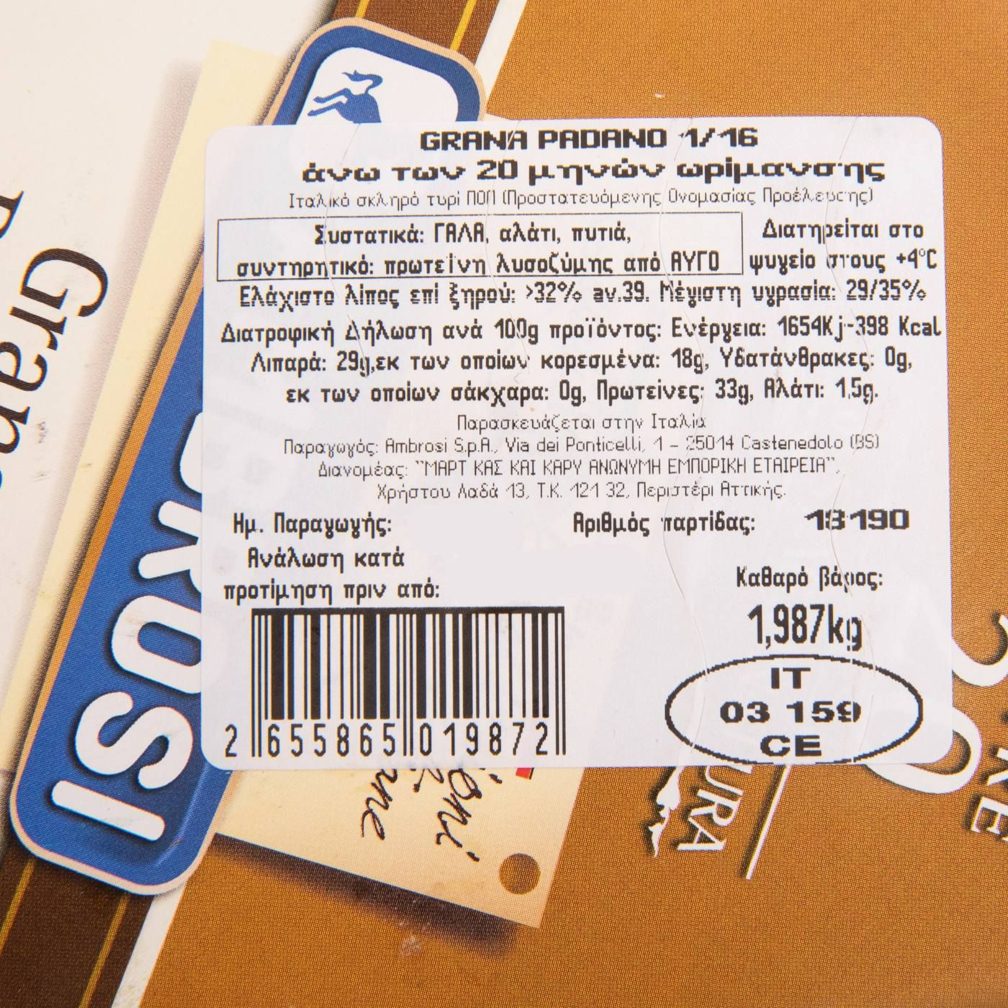 GRANA PADANO 1/16
άνω των 20 μηνών ωρίμανσης
Ιταλικό σκληρό τυρί ΠΟΠ (Προστατευόμενης Ονομασίας Προέλευσης)
Συστατικά: ΓΑΛΑ, αλάτι, πυτιά,
συντηρητικό: πρωτείνη λυσοζύμης από ΑΥΓΟ
Διατηρείται στο
ψυγείο στους +4°C
Ελάχιστο λίπος επί ξηρού: >32% av.39. Μέγιστη υγρασία: 29/35%
Διατροφική Δήλωση ανά 100g προϊόντος: Ενέργεια: 1654Kj-398 Kcal
Λιπαρά: 29g,εκ των οποίων κορεσμένα: 18g, Υδατάνθρακες: 0g,
εκ των οποίων σάκχαρα: 0g, Πρωτείνες: 33g, Αλάτι: 1,5g.
Παρασκευάζεται στην Ιταλία
Παραγωγός: Ambrosi S.p.A., Via dei Ponticelli, 1 - 25014 Castenedolo (BS)
Διανομέας: "ΜΑΡΤ ΚΑΣ ΚΑΙ ΚΑΡΥ ΑΝΩΝΥΜΗ ΕΜΠΟΡΙΚΗ ΕΤΑΙΡΕΙΑ",
Χρήστου Λαδά 13, Τ.Κ. 121 32, Περιστέρι Αττικής.
Ημ. Παραγωγής:
Αριθμός παρτίδας: 18190
Ανάλωση κατά
προτίμηση πριν από:
Καθαρό βάρος:
1,987kg
2 655865 019872
IT
03 159
CE